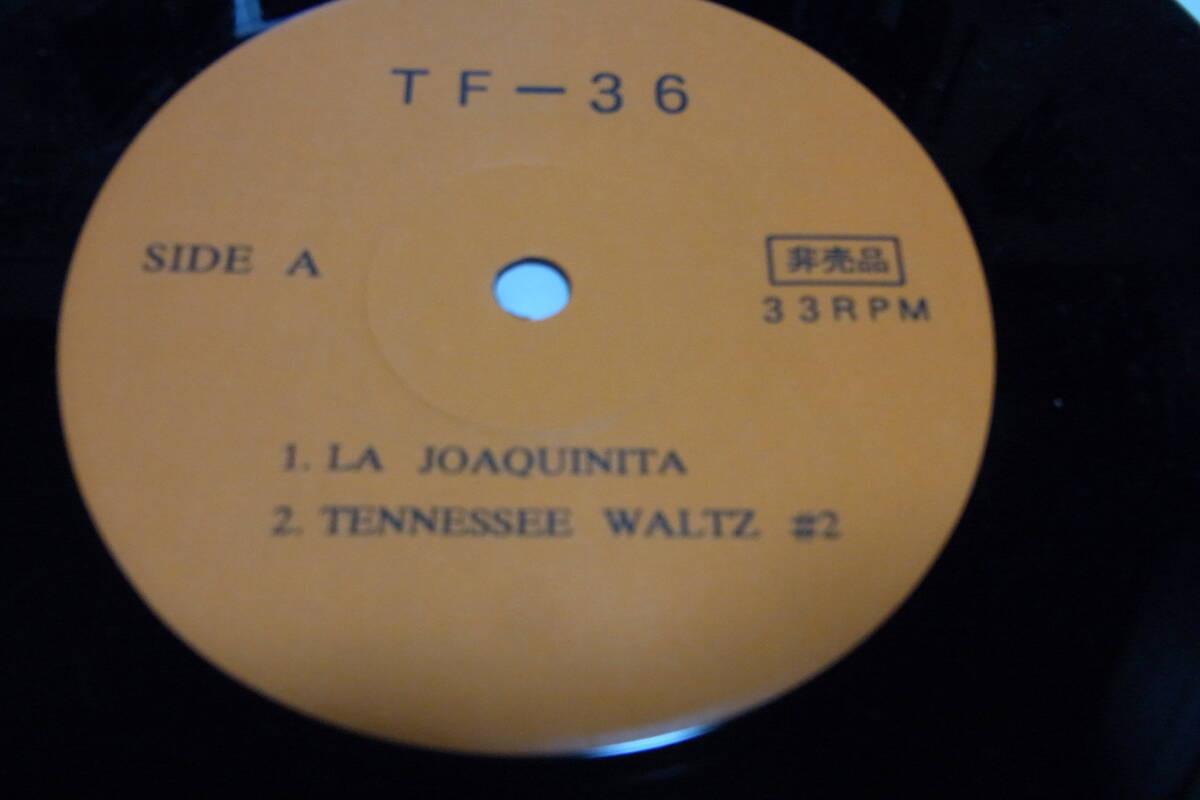 TF-36
SIDE A
非売品
33RPM
1. LA JOAQUINITA
2. TENNESSEE WALTZ #2